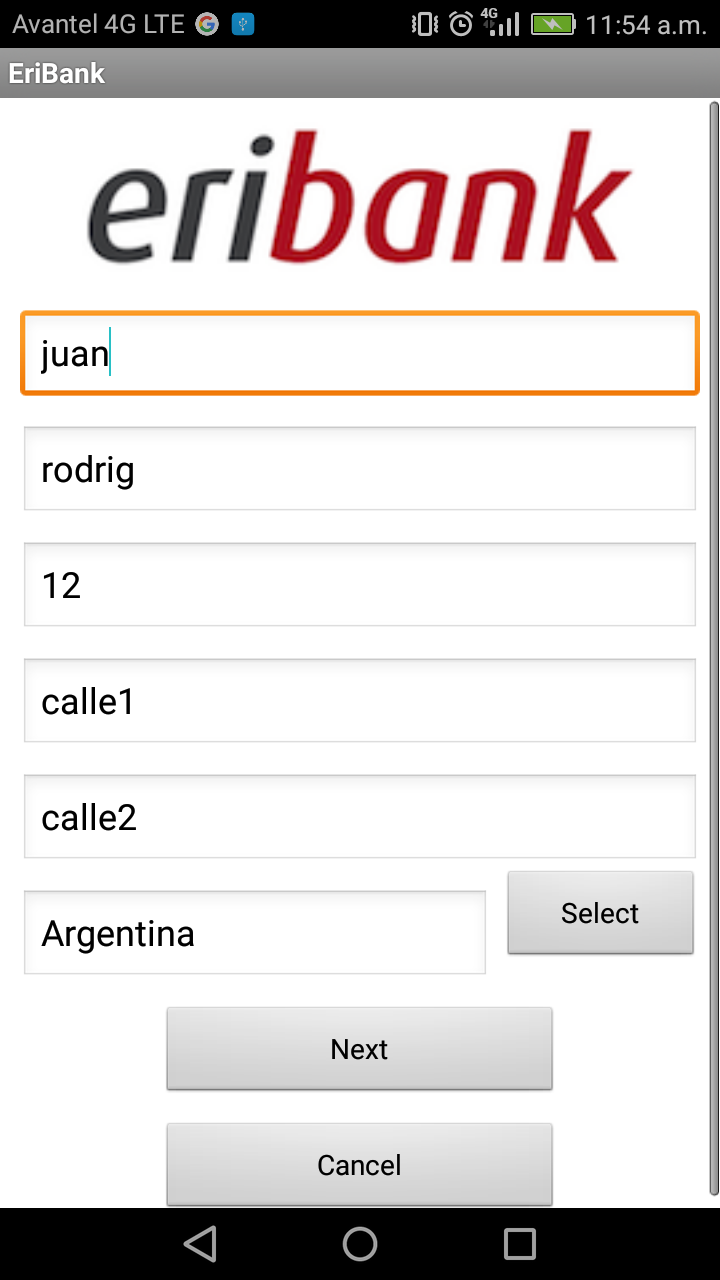 Avantel 4G LTE 4G 11:54 a.m.
EriBank
eribank
juan
rodrig
12
calle1
calle2
Argentina
Select
Next
Cancel